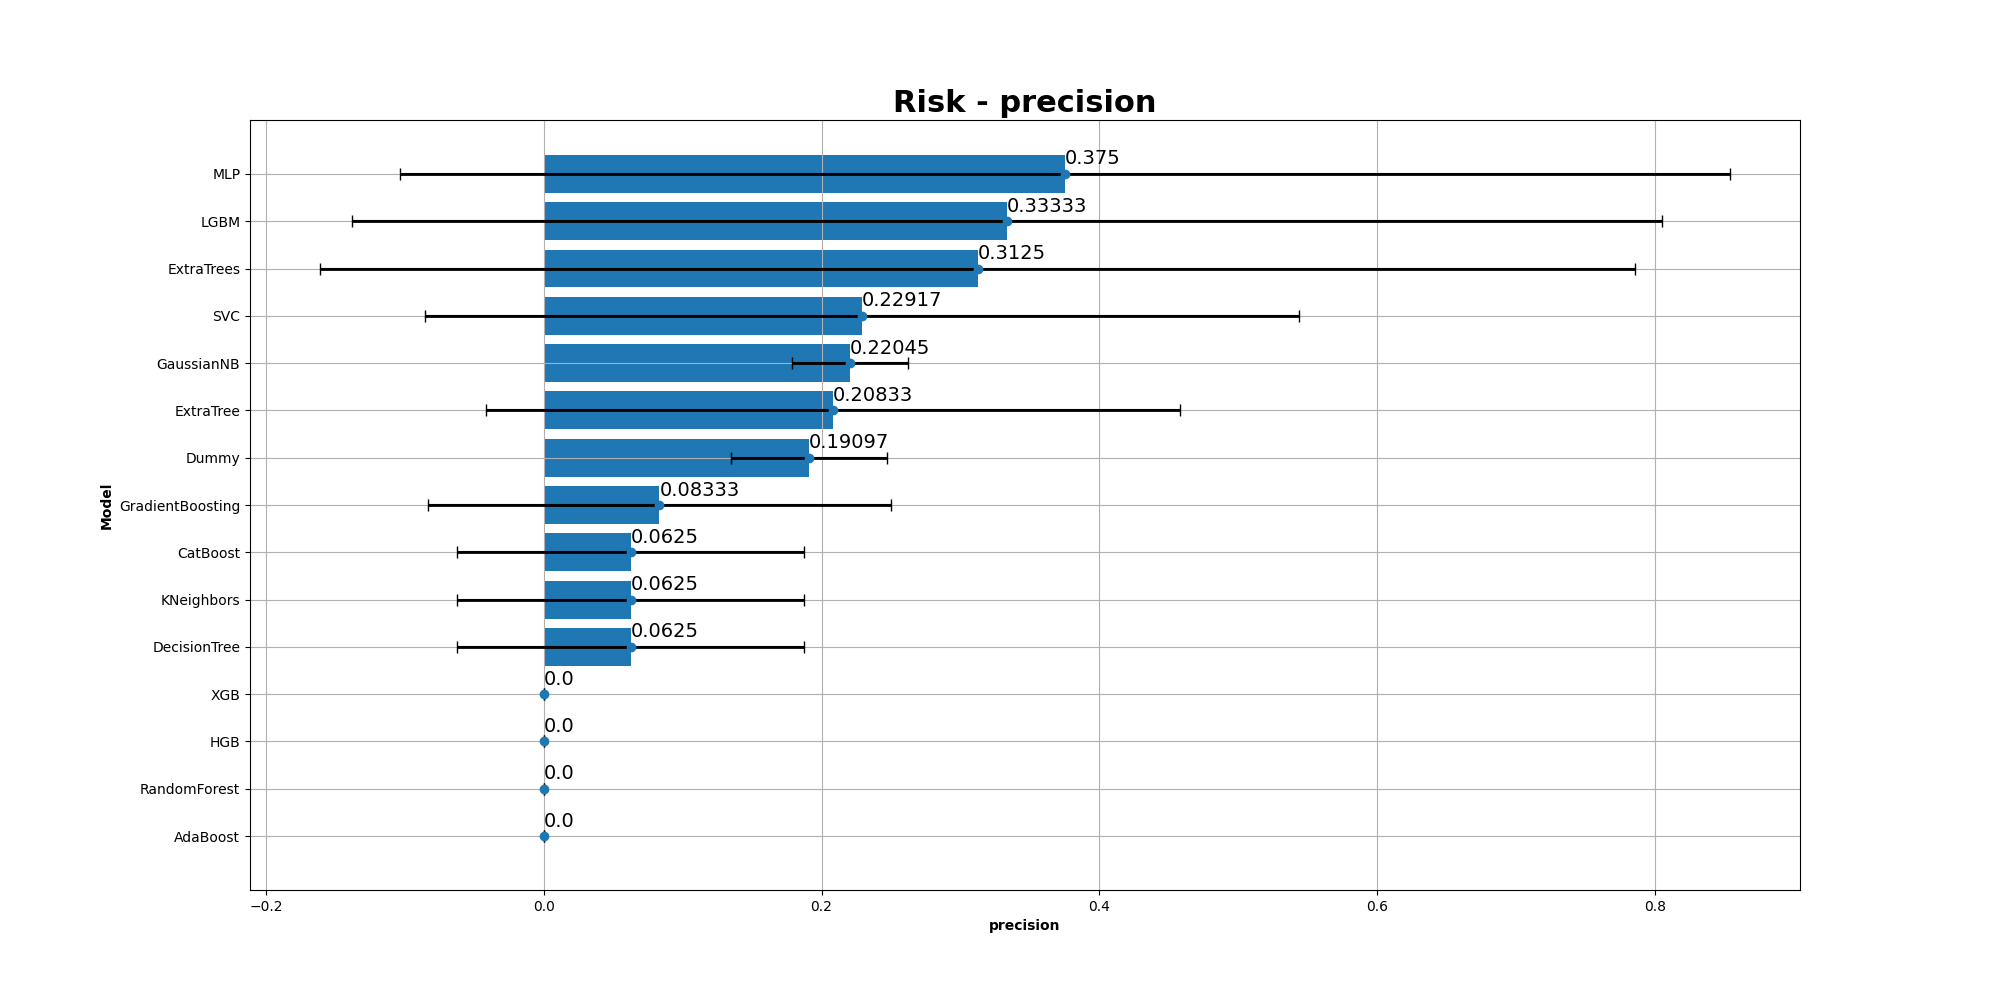 Risk - precision
MLP
0.375
LGBM
0.33333
ExtraTrees
0.3125
SVC
0.22917
GaussianNB
0.22045
ExtraTree
0.20833
Dummy
0.19097
GradientBoosting
0.08333
CatBoost
0.0625
KNeighbors
0.0625
DecisionTree
0.0625
XGB
0.0
HGB
0.0
RandomForest
0.0
AdaBoost
0.0
Model
−0.2 0.0 0.2 0.4 0.6 0.8
precision